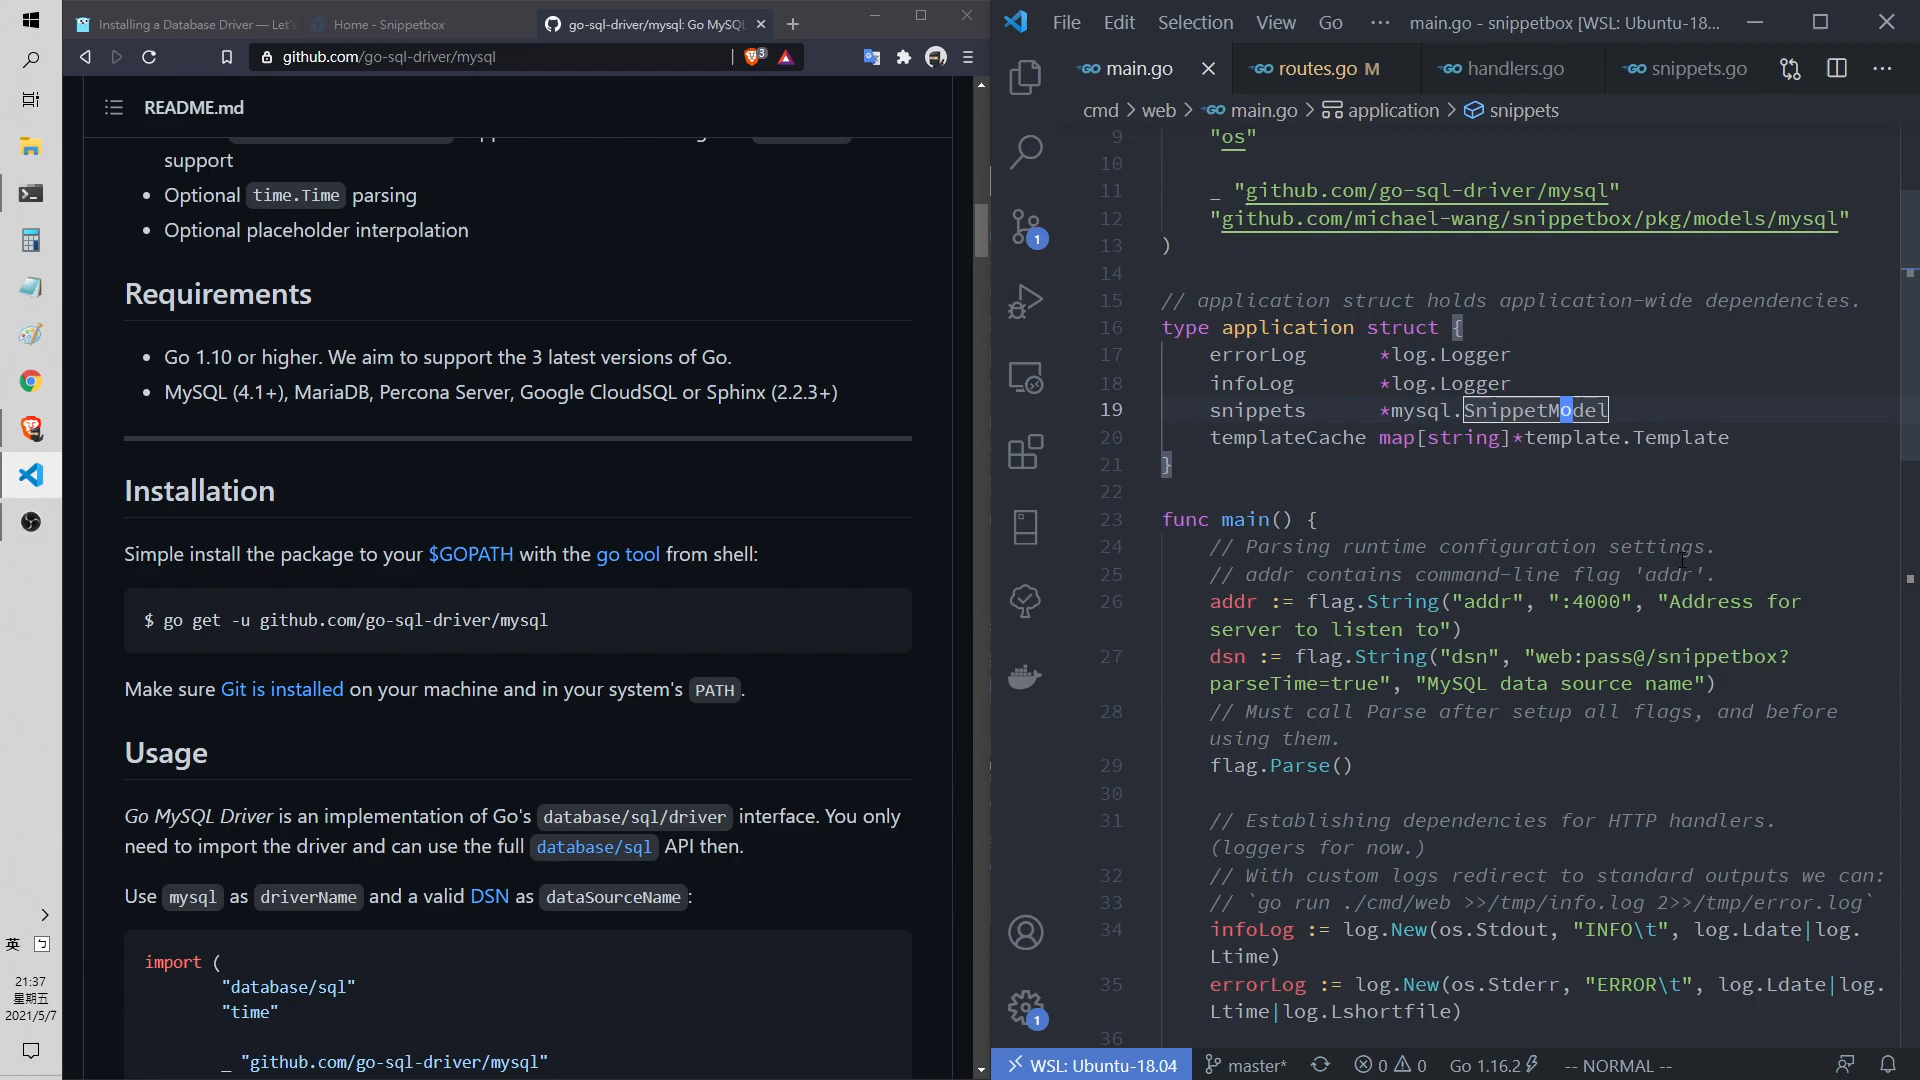 Installing a Database Driver — Let's
Home - Snippetbox
go-sql-driver/mysql: Go MySQL
github.com/go-sql-driver/mysql
3
README.md
support
Optional time.Time parsing
Optional placeholder interpolation
Requirements
Go 1.10 or higher. We aim to support the 3 latest versions of Go.
MySQL (4.1+), MariaDB, Percona Server, Google CloudSQL or Sphinx (2.2.3+)
Installation
Simple install the package to your $GOPATH with the go tool from shell:
$ go get -u github.com/go-sql-driver/mysql
Make sure Git is installed on your machine and in your system's PATH.
Usage
Go MySQL Driver is an implementation of Go's database/sql/driver interface. You only
need to import the driver and can use the full database/sql API then.
Use mysql as driverName and a valid DSN as dataSourceName:
import (
"database/sql"
"time"
_ "github.com/go-sql-driver/mysql"
英
21:37
星期五
2021/5/7
File Edit Selection View Go ··· main.go - snippetbox [WSL: Ubuntu-18...
main.go
routes.go M
handlers.go
snippets.go
cmd > web > main.go > application > snippets
9 "os"
10
11 _ "github.com/go-sql-driver/mysql"
12 "github.com/michael-wang/snippetbox/pkg/models/mysql"
13 )
14
15 // application struct holds application-wide dependencies.
16 type application struct {
17 errorLog *log.Logger
18 infoLog *log.Logger
19 snippets *mysql.SnippetModel
20 templateCache map[string]*template.Template
21 }
22
23 func main() {
24 // Parsing runtime configuration settings.
25 // addr contains command-line flag 'addr'.
26 addr := flag.String("addr", ":4000", "Address for
server to listen to")
27 dsn := flag.String("dsn", "web:pass@/snippetbox?
parseTime=true", "MySQL data source name")
28 // Must call Parse after setup all flags, and before
using them.
29 flag.Parse()
30
31 // Establishing dependencies for HTTP handlers.
(loggers for now.)
32 // With custom logs redirect to standard outputs we can:
33 // `go run ./cmd/web >>/tmp/info.log 2>>/tmp/error.log`
34 infoLog := log.New(os.Stdout, "INFO\t", log.Ldate|log.
Ltime)
35 errorLog := log.New(os.Stderr, "ERROR\t", log.Ldate|log.
Ltime|log.Lshortfile)
36
1
1
WSL: Ubuntu-18.04 master* 0 0 Go 1.16.2 -- NORMAL --